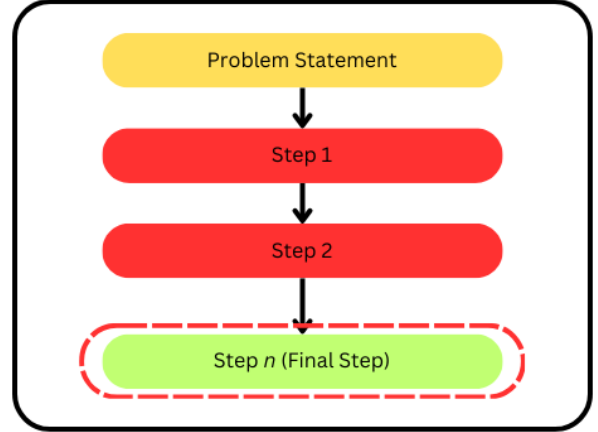 Problem Statement
Step 1
Step 2
Step n (Final Step)